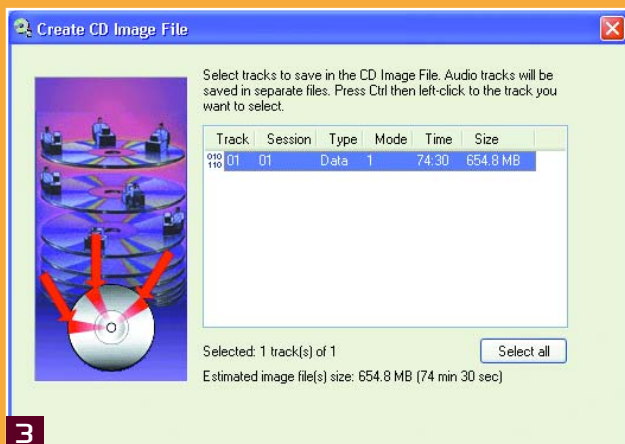 Create CD Image File
Select tracks to save in the CD Image File. Audio tracks will be
saved in separate files. Press Ctrl then left-click to the track you
want to select.
Track Session Type Mode Time Size
010
110 01 01 Data 1 74:30 654.8 MB
Selected: 1 track(s) of 1
Select all
Estimated image file(s) size: 654.8 MB (74 min 30 sec)
3